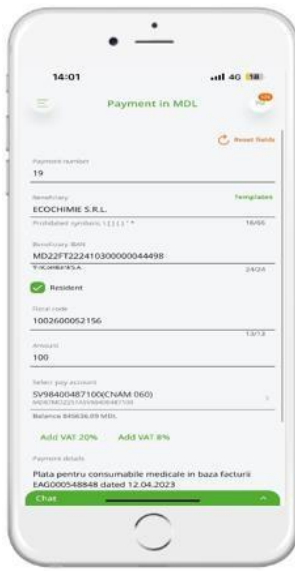 14:01
4G
Payment in MDL
Reset fields
Payment number
19
Beneficiary
Templates
ECOCHIMIE S.R.L.
16/66
Beneficiary IBAN
MD22FT222410300000044498
24/24
Resident
Fiscal code
1002600052156
13/13
Amount
100
Select pay account
SV98400487100(CNAM 060)
Balance 845636.09 MDL
Add VAT 20% Add VAT 8%
Payment details
Plata pentru consumabile medicale in baza facturii
EAG000548848 dated 12.04.2023
Chat